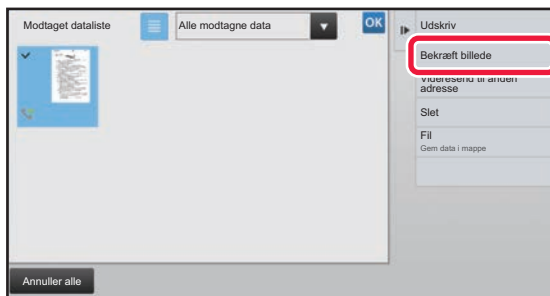 Modtaget dataliste
Alle modtagne data
OK
Udskriv
Bekræft billede
Videresend til anden
adresse
Slet
Fil
Gem data i mappe
Annuller alle